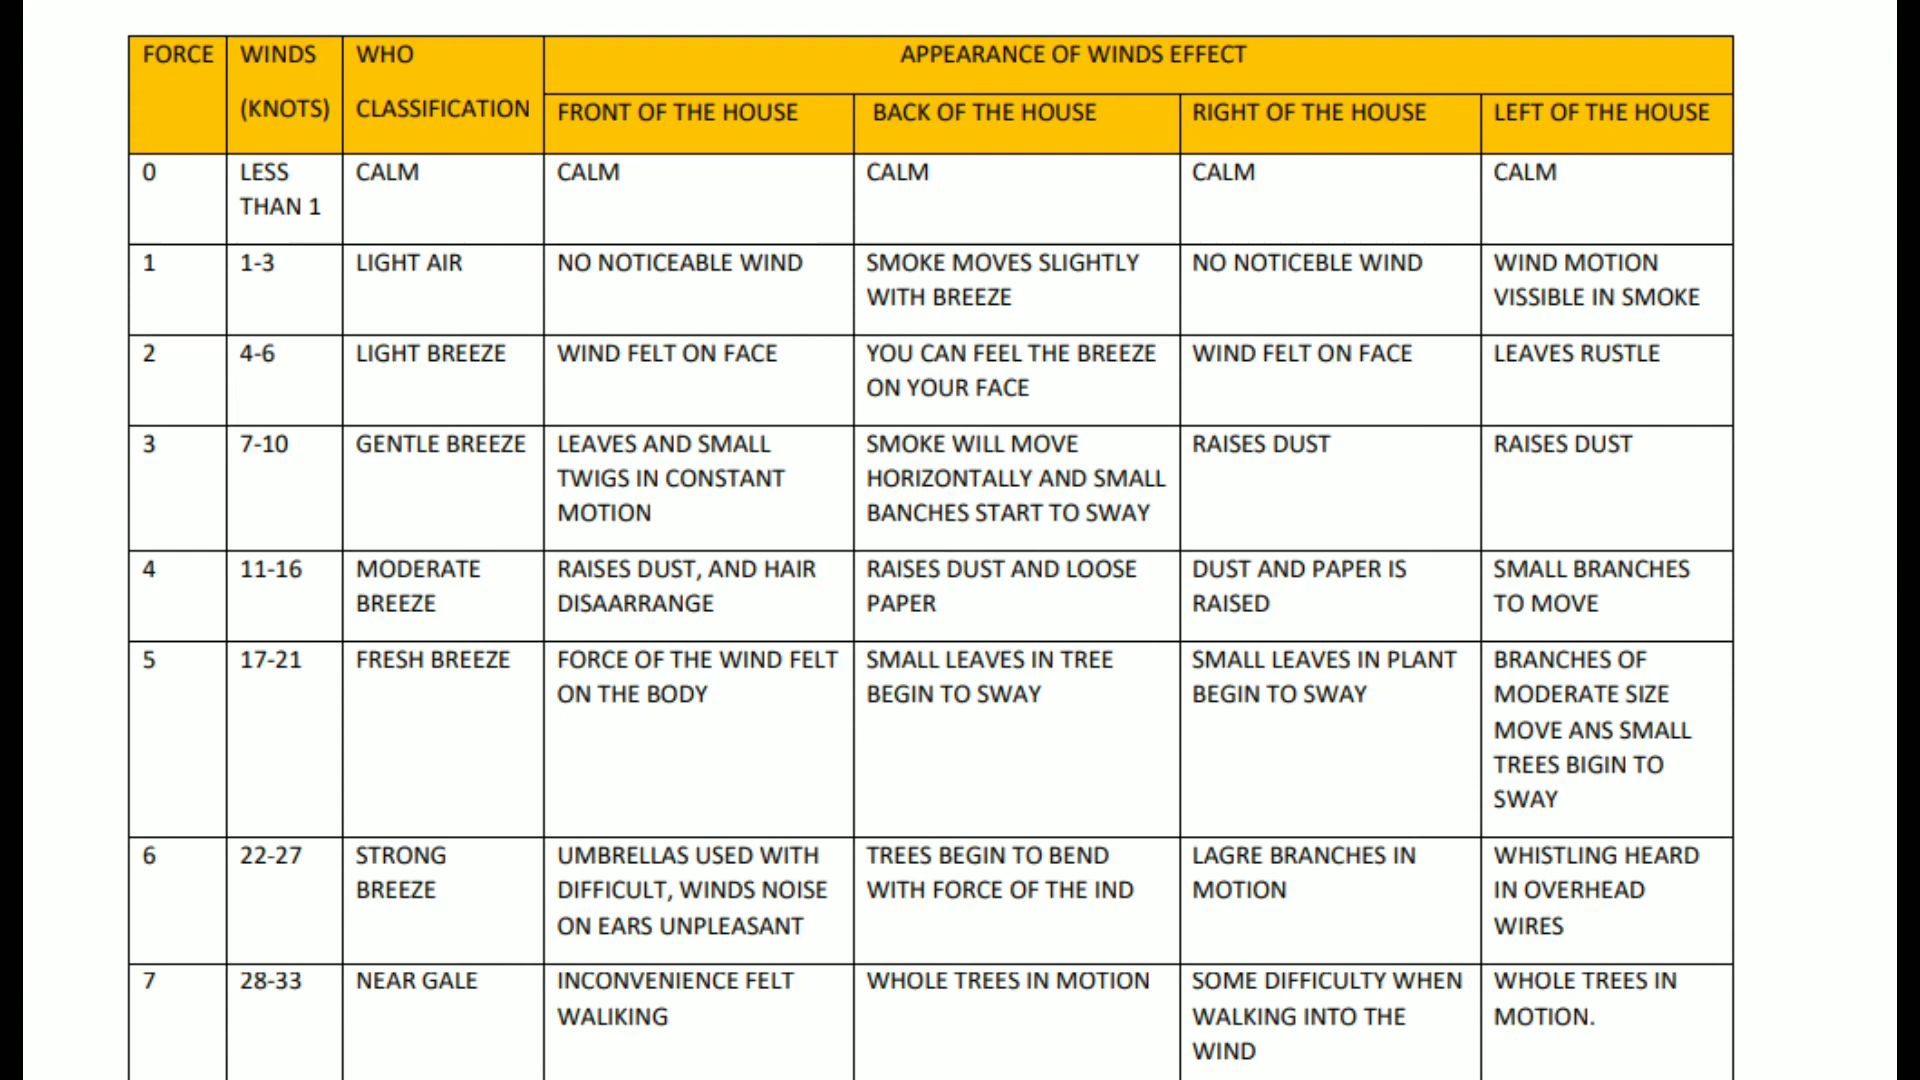 FORCE
WINDS
(KNOTS)
WHO
CLASSIFICATION
APPEARANCE OF WINDS EFFECT
FRONT OF THE HOUSE
BACK OF THE HOUSE
RIGHT OF THE HOUSE
LEFT OF THE HOUSE
0
LESS
THAN 1
CALM
CALM
CALM
CALM
CALM
1
1-3
LIGHT AIR
NO NOTICEABLE WIND
SMOKE MOVES SLIGHTLY
WITH BREEZE
NO NOTICEBLE WIND
WIND MOTION
VISSIBLE IN SMOKE
2
4-6
LIGHT BREEZE
WIND FELT ON FACE
YOU CAN FEEL THE BREEZE
ON YOUR FACE
WIND FELT ON FACE
LEAVES RUSTLE
3
7-10
GENTLE BREEZE
LEAVES AND SMALL
TWIGS IN CONSTANT
MOTION
SMOKE WILL MOVE
HORIZONTALLY AND SMALL
BANCHES START TO SWAY
RAISES DUST
RAISES DUST
4
11-16
MODERATE
BREEZE
RAISES DUST, AND HAIR
DISAARRANGE
RAISES DUST AND LOOSE
PAPER
DUST AND PAPER IS
RAISED
SMALL BRANCHES
TO MOVE
5
17-21
FRESH BREEZE
FORCE OF THE WIND FELT
ON THE BODY
SMALL LEAVES IN TREE
BEGIN TO SWAY
SMALL LEAVES IN PLANT
BEGIN TO SWAY
BRANCHES OF
MODERATE SIZE
MOVE ANS SMALL
TREES BIGIN TO
SWAY
6
22-27
STRONG
BREEZE
UMBRELLAS USED WITH
DIFFICULT, WINDS NOISE
ON EARS UNPLEASANT
TREES BEGIN TO BEND
WITH FORCE OF THE IND
LAGRE BRANCHES IN
MOTION
WHISTLING HEARD
IN OVERHEAD
WIRES
7
28-33
NEAR GALE
INCONVENIENCE FELT
WALIKING
WHOLE TREES IN MOTION
SOME DIFFICULTY WHEN
WALKING INTO THE
WIND
WHOLE TREES IN
MOTION.